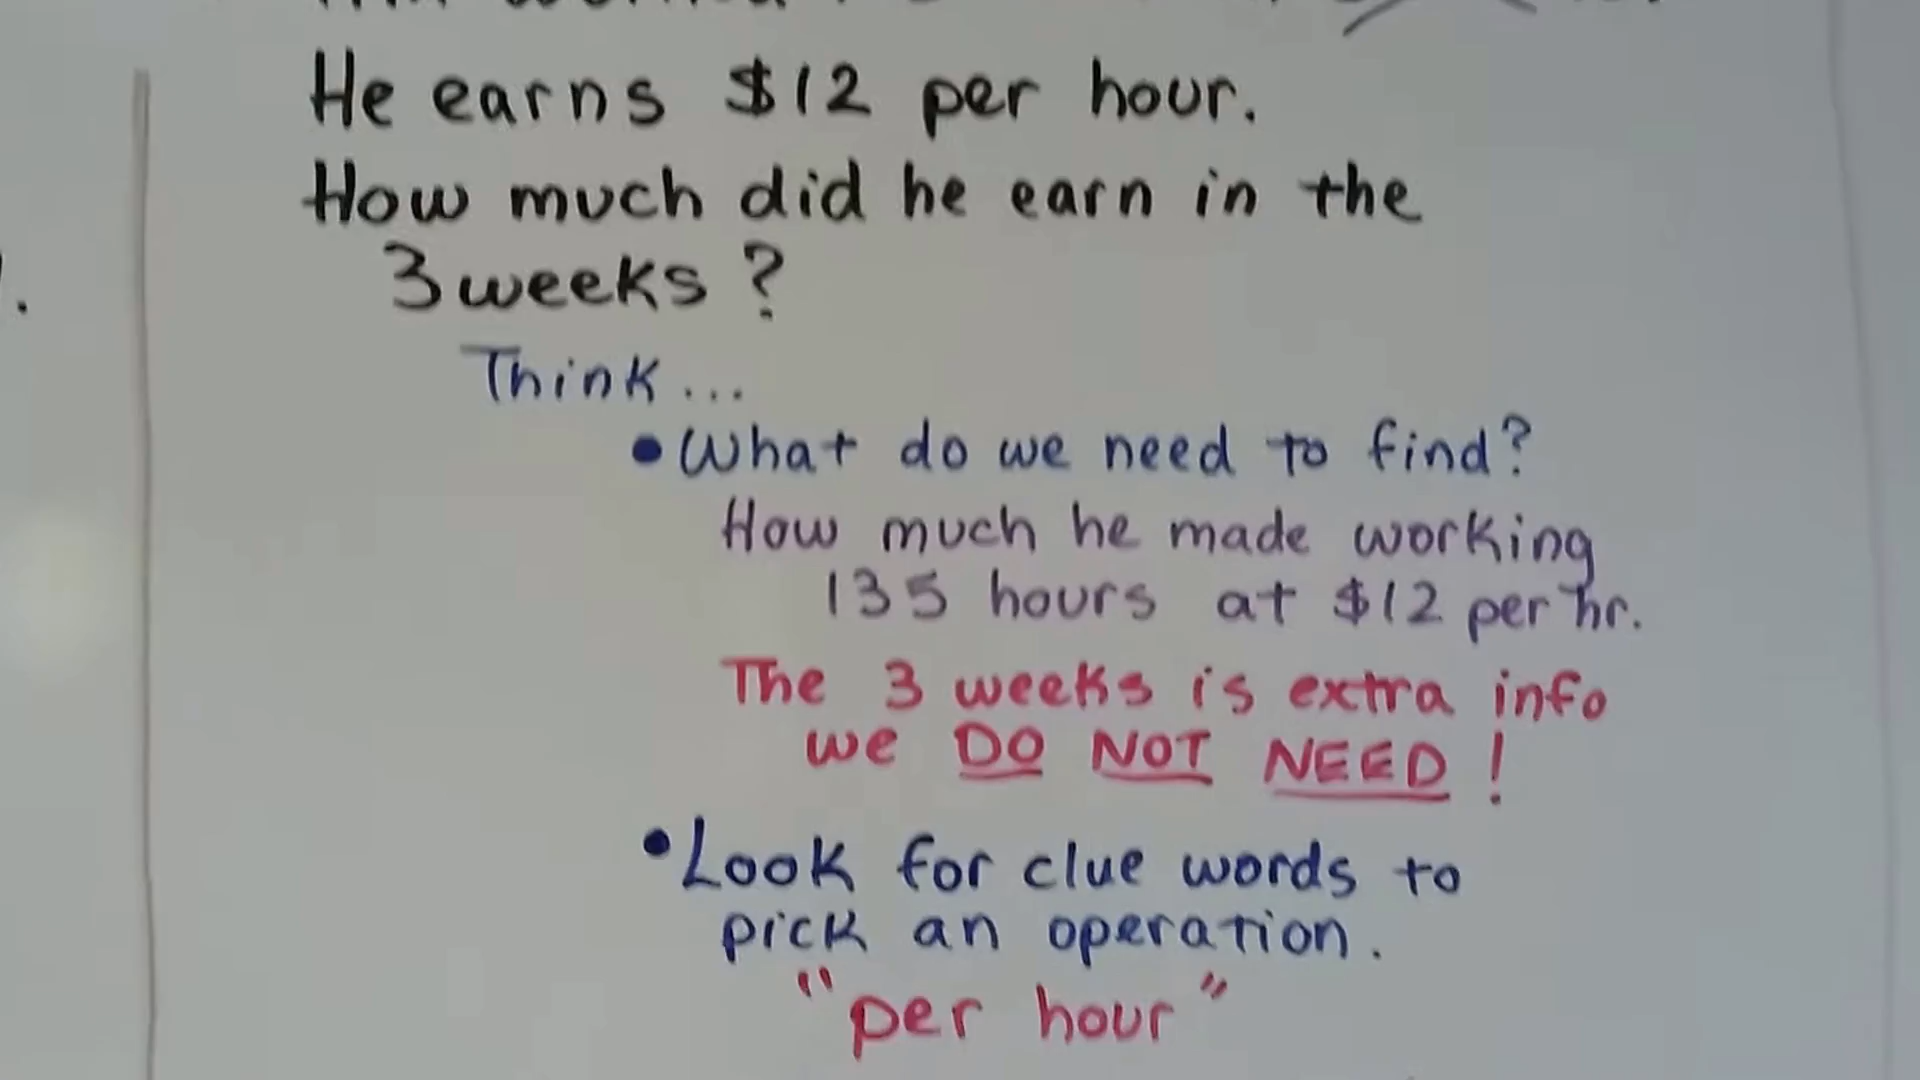 He earns $12 per hour.
How much did he earn in the
3 weeks?
Think...
• What do we need to find?
How much he made working
135 hours at $12 per hr.
The 3 weeks is extra info
we DO NOT NEED!
• Look for clue words to
pick an operation.
"per hour"